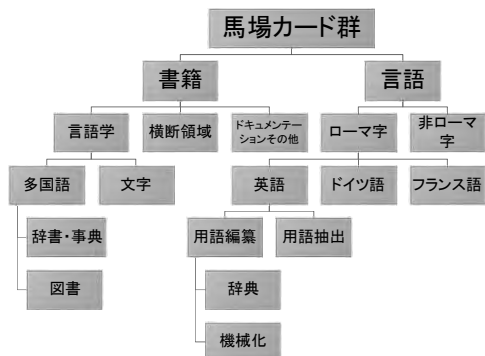 馬場カード群
書籍
言語
言語学
横断領域
ドキュメンテー
ションその他
ローマ字
非ローマ
字
多国語
文字
英語
ドイツ語
フランス語
辞書・事典
図書
用語編纂
用語抽出
辞典
機械化